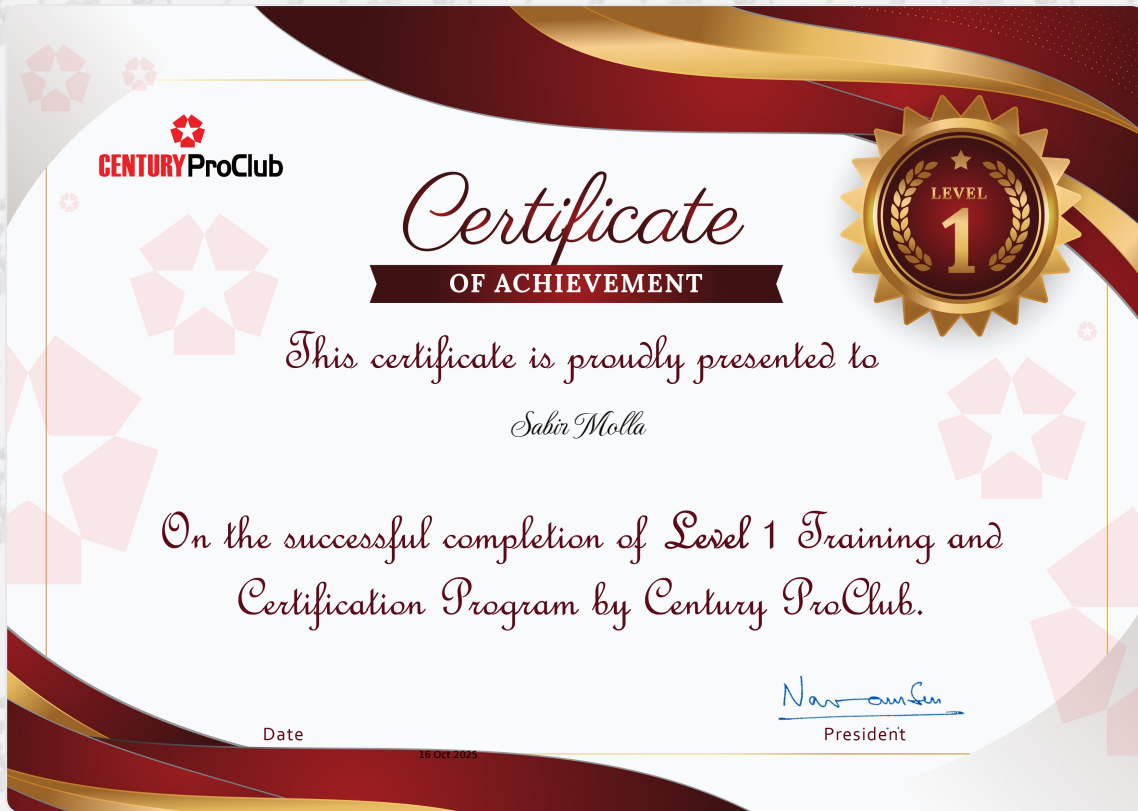 CENTURY ProClub
LEVEL
1
Certificate
OF ACHIEVEMENT
This certificate is proudly presented to
Sabir Molla
On the successful completion of Level 1 Training and
Certification Program by Century ProClub.
Date
President
16 Oct 2025